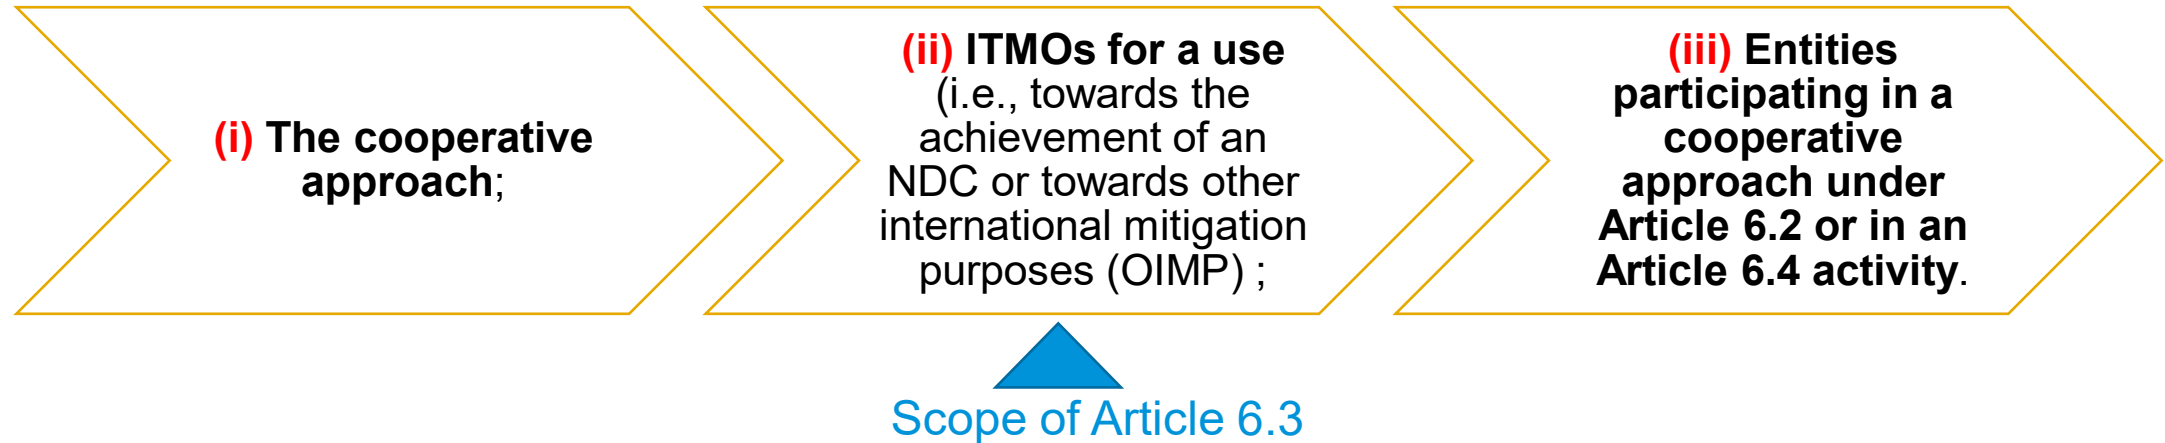 (i) The cooperative
approach;
(ii) ITMOs for a use
(i.e., towards the
achievement of an
NDC or towards other
international mitigation
purposes (OIMP) ;
(iii) Entities
participating in a
cooperative
approach under
Article 6.2 or in an
Article 6.4 activity.
Scope of Article 6.3